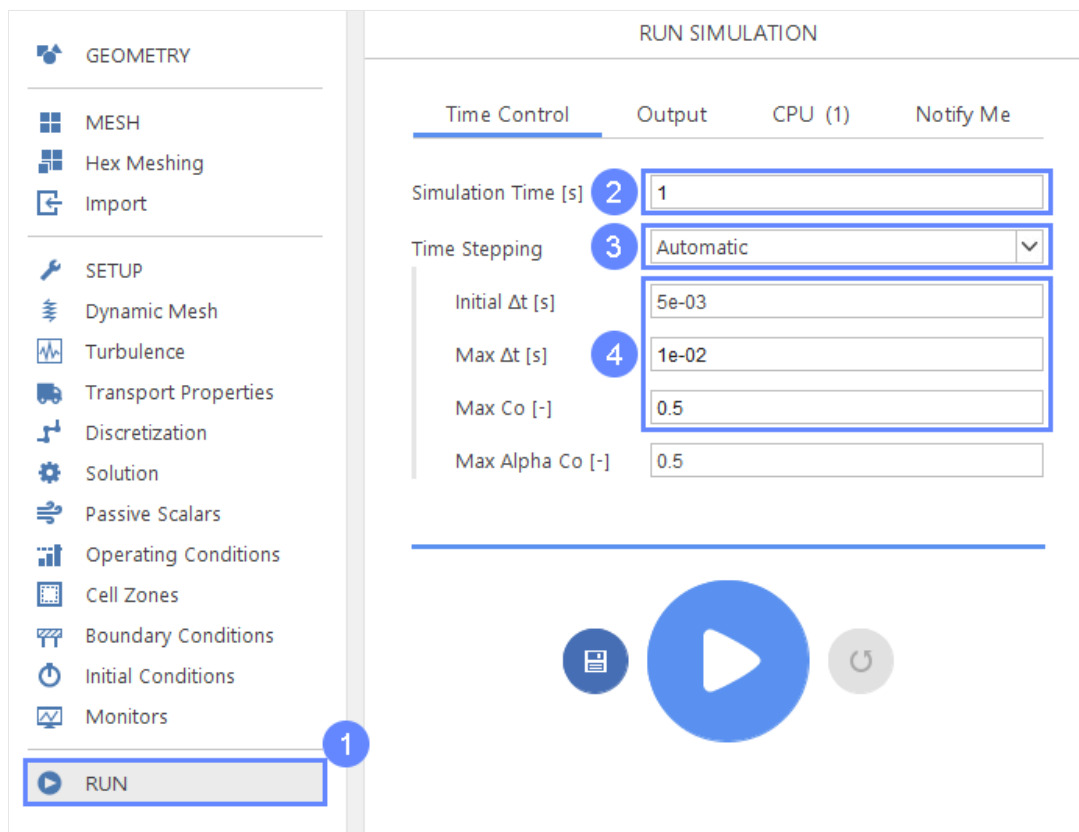 GEOMETRY
MESH
Hex Meshing
Import
SETUP
Dynamic Mesh
Turbulence
Transport Properties
Discretization
Solution
Passive Scalars
Operating Conditions
Cell Zones
Boundary Conditions
Initial Conditions
Monitors
1
RUN
RUN SIMULATION
Time Control Output CPU (1) Notify Me
Simulation Time [s] 2 1
Time Stepping 3 Automatic
Initial Δt [s] 5e-03
Max Δt [s] 4 1e-02
Max Co [-] 0.5
Max Alpha Co [-] 0.5